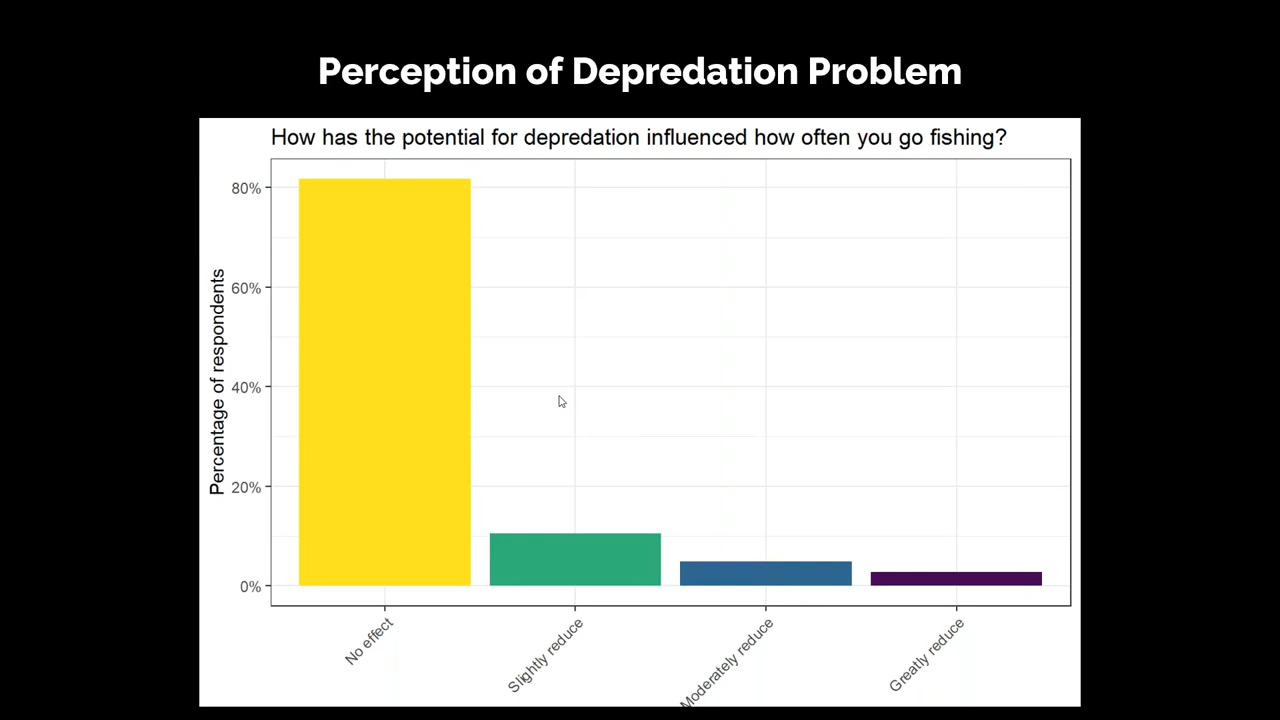 Perception of Depredation Problem
How has the potential for depredation influenced how often you go fishing?
Percentage of respondents
80%
60%
40%
20%
0%
No effect
Slightly reduce
Moderately reduce
Greatly reduce